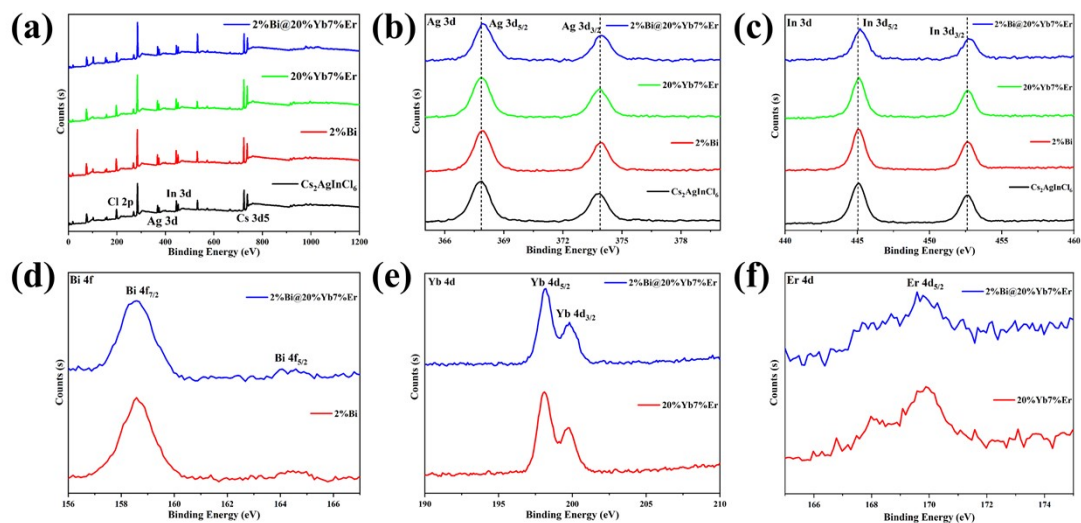 (a)
2%Bi@20%Yb7%Er
20%Yb7%Er
2%Bi
Cs₂AgInCl₆
Cl 2p
Ag 3d
In 3d
Cs 3d5
Counts (s)
0 200 400 600 800 1000 1200
Binding Energy (eV)
(b)
Ag 3d
Ag 3d₅/₂
Ag 3d₃/₂
2%Bi@20%Yb7%Er
20%Yb7%Er
2%Bi
Cs₂AgInCl₆
Counts (s)
366 369 372 375 378
Binding Energy (eV)
(c)
In 3d
In 3d₅/₂
In 3d₃/₂
2%Bi@20%Yb7%Er
20%Yb7%Er
2%Bi
Cs₂AgInCl₆
Counts (s)
440 445 450 455 460
Binding Energy (eV)
(d)
Bi 4f
Bi 4f₇/₂
Bi 4f₅/₂
2%Bi@20%Yb7%Er
2%Bi
Counts (s)
156 158 160 162 164 166
Binding Energy (eV)
(e)
Yb 4d
Yb 4d₅/₂
Yb 4d₃/₂
2%Bi@20%Yb7%Er
20%Yb7%Er
Counts (s)
190 195 200 205 210
Binding Energy (eV)
(f)
Er 4d
Er 4d₅/₂
2%Bi@20%Yb7%Er
20%Yb7%Er
Counts (s)
166 168 170 172 174
Binding Energy (eV)